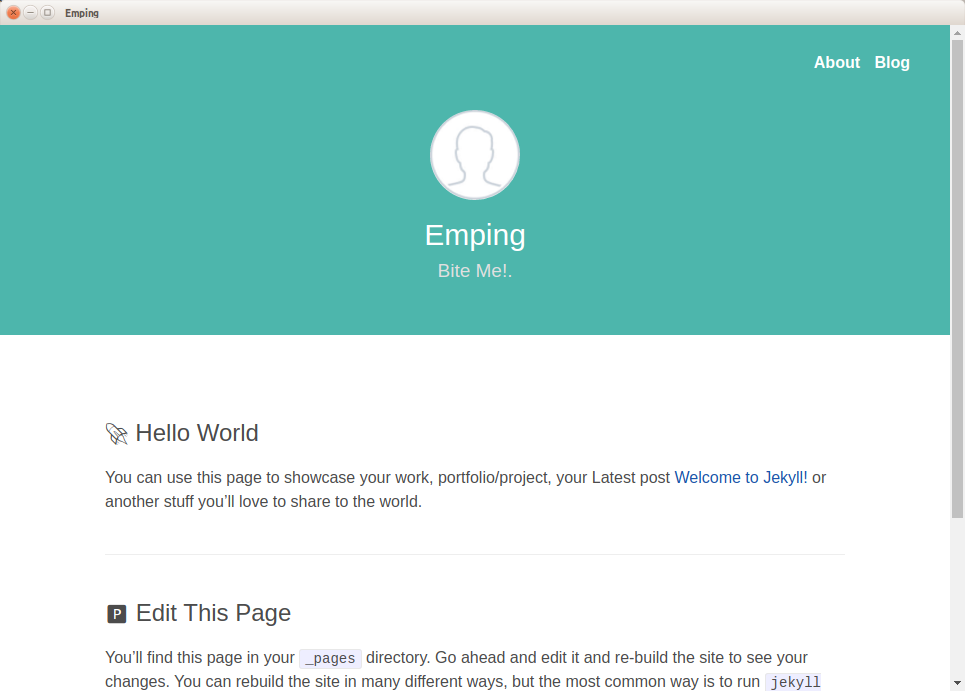 Emping
About Blog
Emping
Bite Me!.
Hello World
You can use this page to showcase your work, portfolio/project, your Latest post Welcome to Jekyll! or
another stuff you’ll love to share to the world.
P Edit This Page
You’ll find this page in your _pages directory. Go ahead and edit it and re-build the site to see your
changes. You can rebuild the site in many different ways, but the most common way is to run jekyll